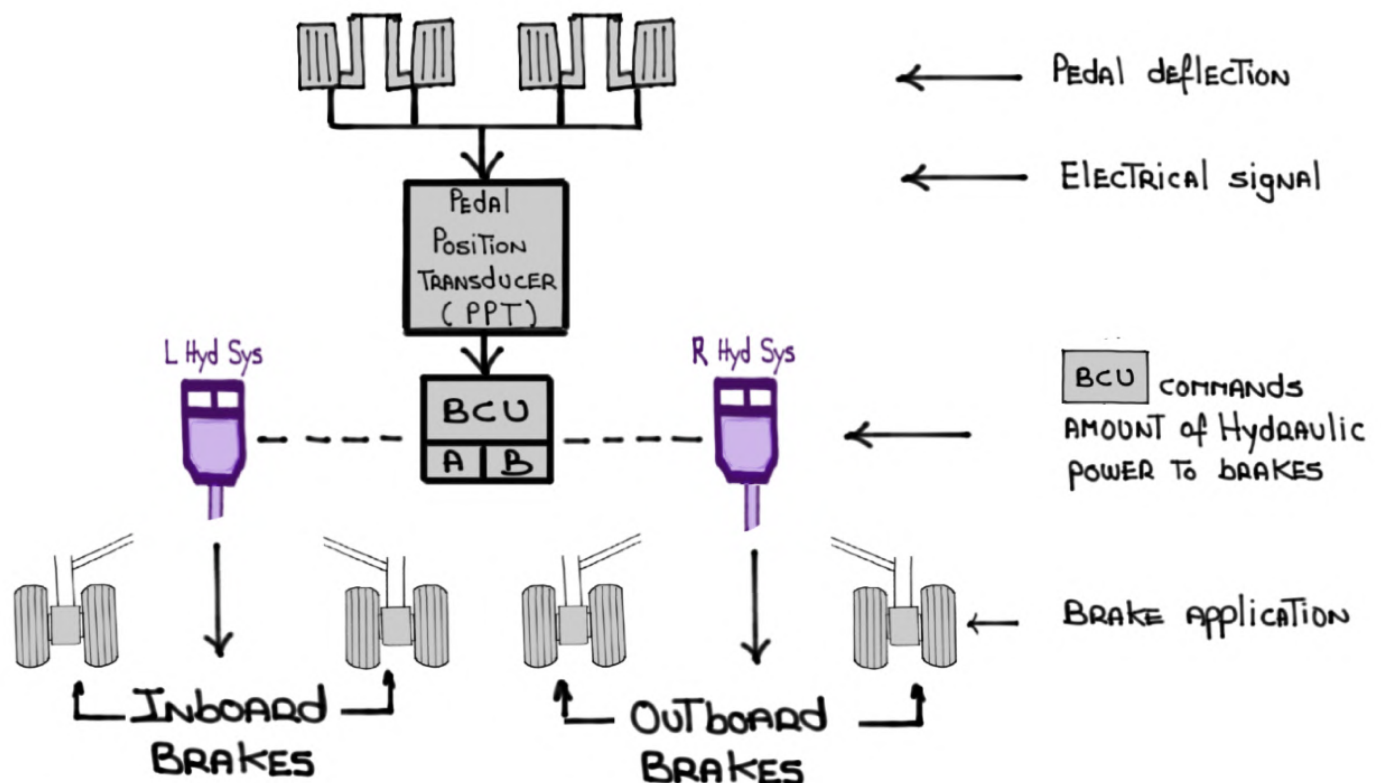 Pedal deflection
Electrical signal
Pedal
Position
Transducer
(PPT)
L Hyd Sys
R Hyd Sys
BCU
A B
BCU commands
amount of Hydraulic
power to brakes
Brake application
Inboard
Brakes
Outboard
Brakes